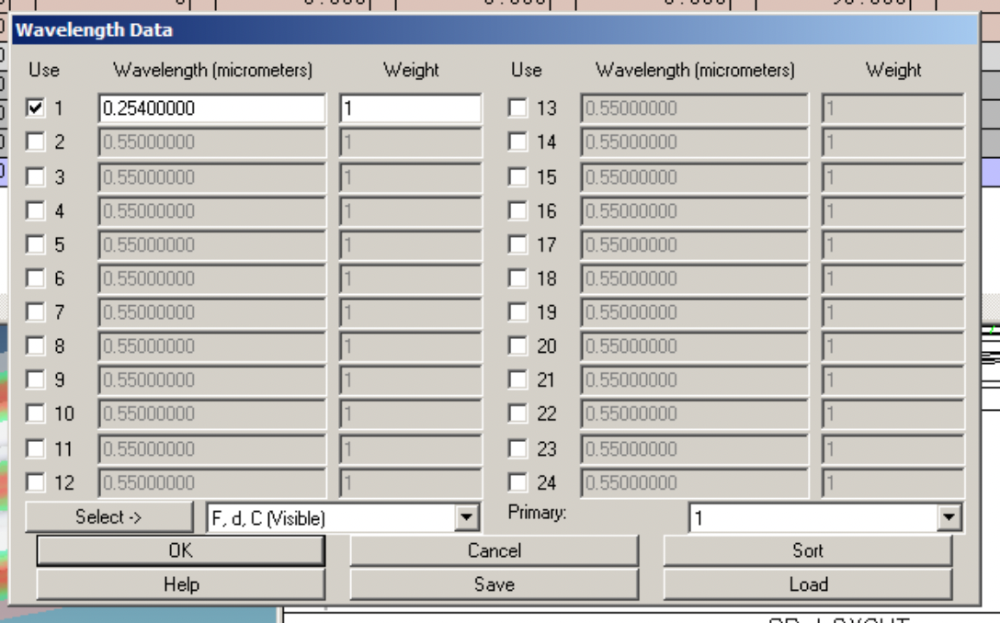 Wavelength Data
Use Wavelength (micrometers) Weight Use Wavelength (micrometers) Weight
1 0.25400000 1 13 0.55000000 1
2 0.55000000 1 14 0.55000000 1
3 0.55000000 1 15 0.55000000 1
4 0.55000000 1 16 0.55000000 1
5 0.55000000 1 17 0.55000000 1
6 0.55000000 1 18 0.55000000 1
7 0.55000000 1 19 0.55000000 1
8 0.55000000 1 20 0.55000000 1
9 0.55000000 1 21 0.55000000 1
10 0.55000000 1 22 0.55000000 1
11 0.55000000 1 23 0.55000000 1
12 0.55000000 1 24 0.55000000 1
Select -> F, d, C (Visible) Primary: 1
OK Cancel Sort
Help Save Load